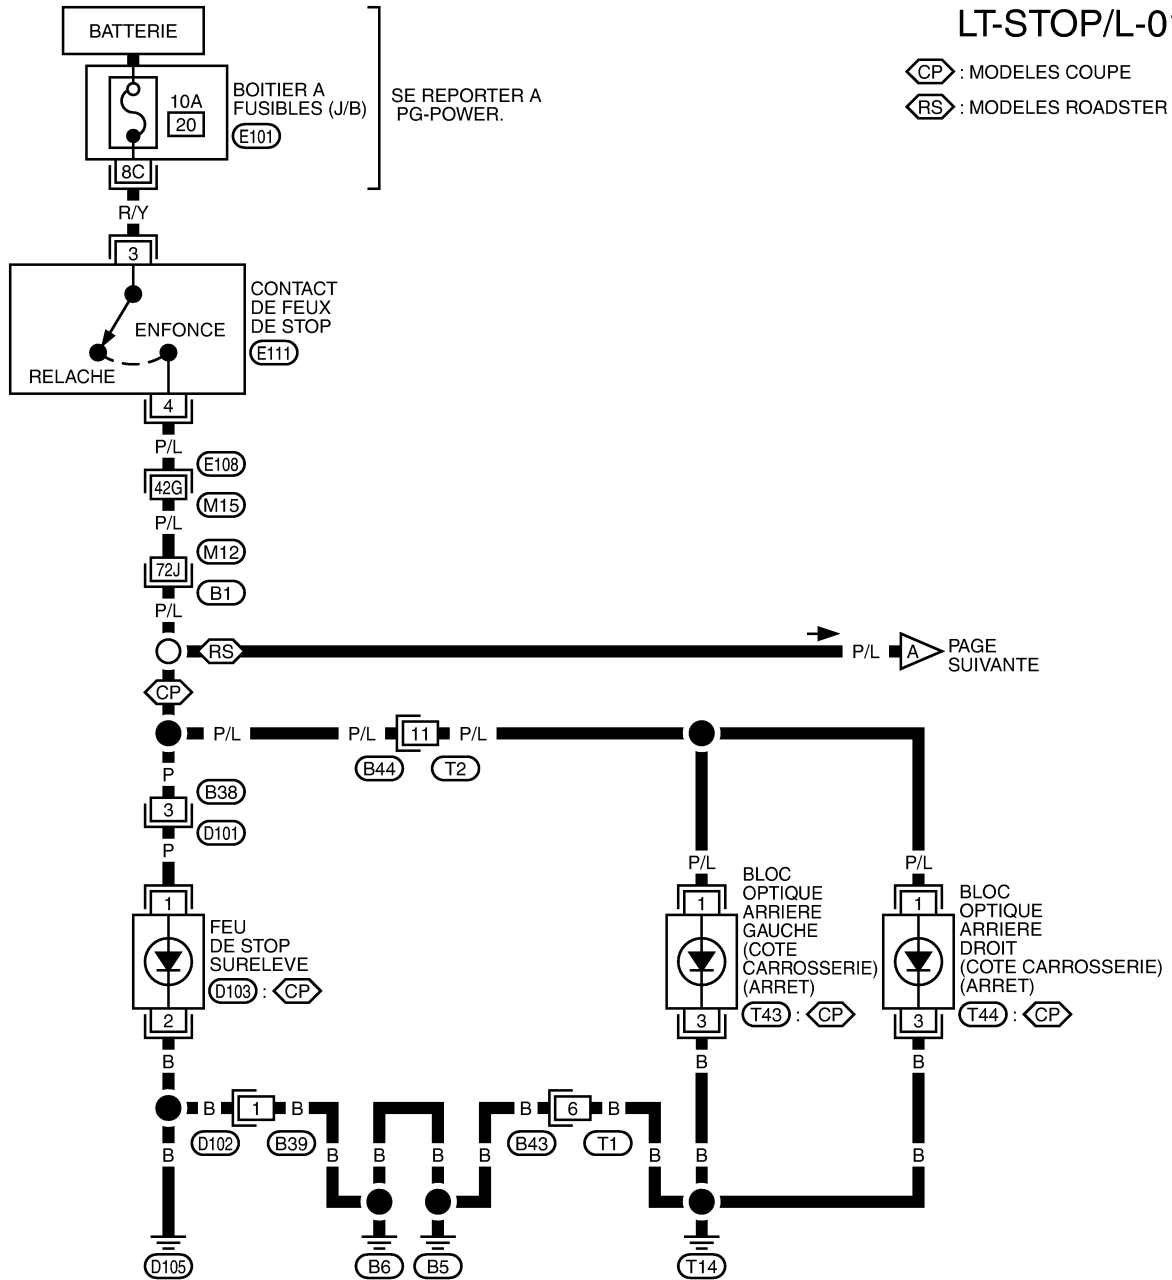 LT-STOP/L-0
BATTERIE
CP : MODELES COUPE
RS : MODELES ROADSTER
10A
20
BOITIER A
FUSIBLES (J/B)
E101
SE REPORTER A
PG-POWER.
8C
R/Y
3
CONTACT
DE FEUX
DE STOP
E111
ENFONCE
RELACHE
4
P/L
E108
42G
M15
P/L
M12
72J
B1
P/L
RS
P/L
A
PAGE
SUIVANTE
CP
P/L
P/L
11
P/L
B44
T2
P
B38
3
D101
P
P/L
P/L
1
FEU
DE STOP
SURELEVE
D103 : CP
2
1
BLOC
OPTIQUE
ARRIERE
GAUCHE
(COTE
CARROSSERIE)
(ARRET)
T43 : CP
3
1
BLOC
OPTIQUE
ARRIERE
DROIT
(COTE CARROSSERIE)
(ARRET)
T44 : CP
3
B
B
B
B
1
B
B
6
B
D102
B39
B43
T1
B
B
B
B
B
B
B
B
D105
B6
B5
T14